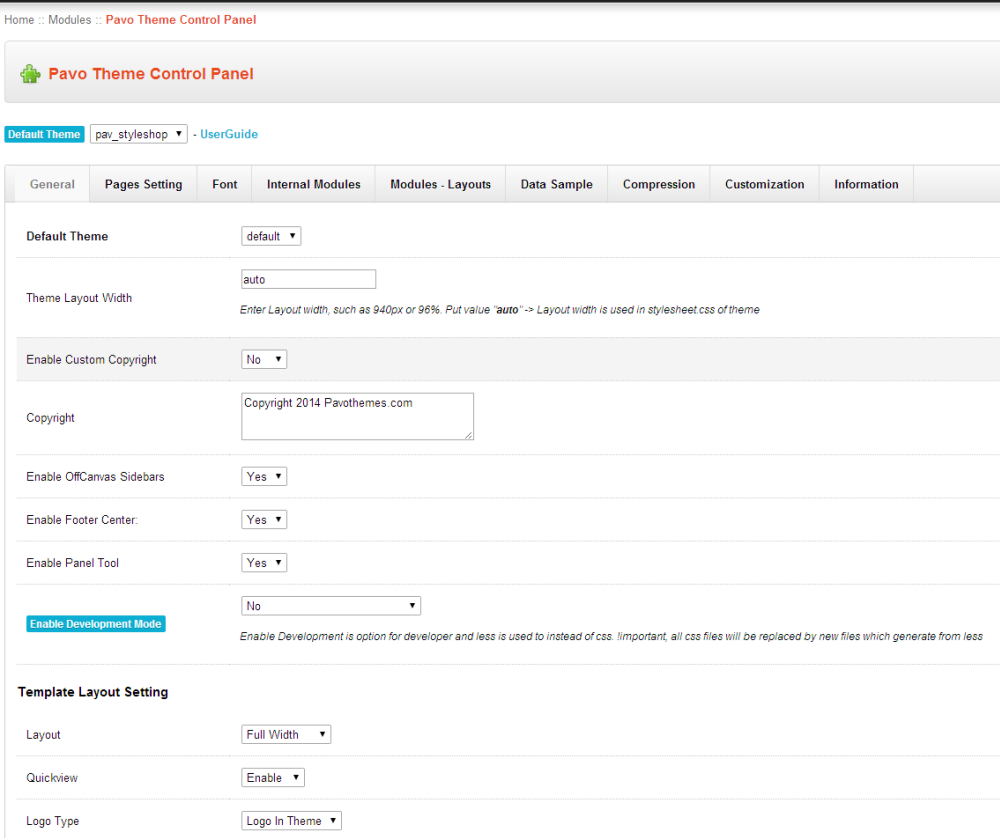 Home :: Modules :: Pavo Theme Control Panel
Pavo Theme Control Panel
Default Theme pav_styleshop - UserGuide
General Pages Setting Font Internal Modules Modules - Layouts Data Sample Compression Customization Information
Default Theme default
Theme Layout Width auto
Enter Layout width, such as 940px or 96%. Put value "auto" -> Layout width is used in stylesheet.css of theme
Enable Custom Copyright No
Copyright Copyright 2014 Pavothemes.com
Enable OffCanvas Sidebars Yes
Enable Footer Center: Yes
Enable Panel Tool Yes
Enable Development Mode No
Enable Development is option for developer and less is used to instead of css. !important, all css files will be replaced by new files which generate from less
Template Layout Setting
Layout Full Width
Quickview Enable
Logo Type Logo In Theme